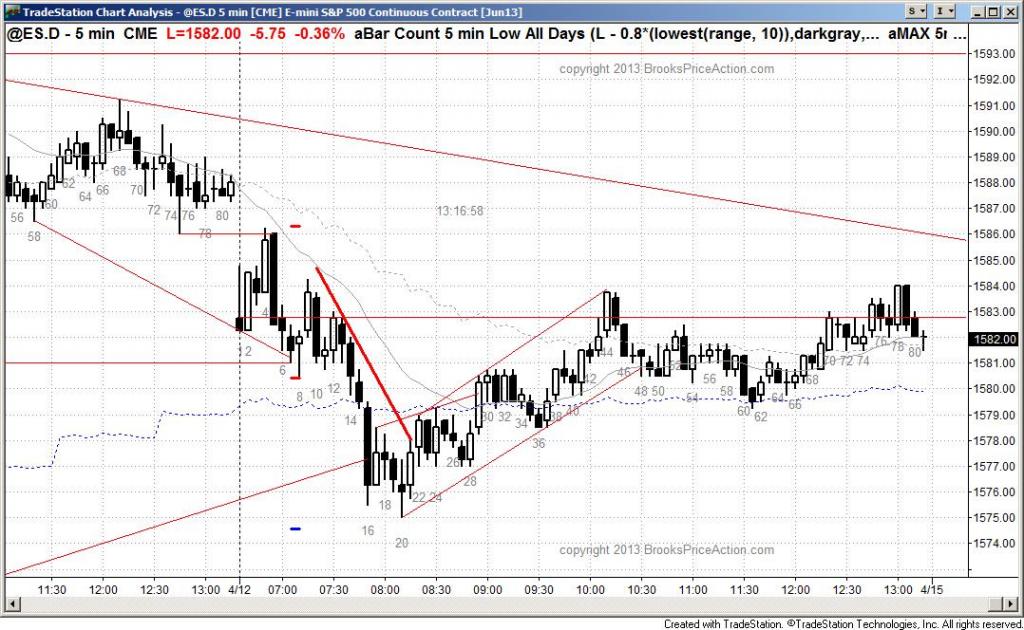 TradeStation Chart Analysis - @ES.D 5 min [CME] E-mini S&P 500 Continuous Contract [Jun13]
S I
@ES.D - 5 min CME L=1582.00 -5.75 -0.36% aBar Count 5 min Low All Days (L - 0.8*(lowest(range, 10)),darkgray,... aMAX 5r ...
copyright 2013 BrooksPriceAction.com
13:16:58
1593.00
1592.00
1591.00
1590.00
1589.00
1588.00
1587.00
1586.00
1585.00
1584.00
1583.00
1582.00
1581.00
1580.00
1579.00
1578.00
1577.00
1576.00
1575.00
1574.00
56 58 60 62 64 66 68 70 72 74 76 78 80
2 4 6 8 10 12 14 16 18 20 22 24 26 28 30 32 34 36 38 40 42 44 46 48 50 52 54 56 58 60 62 64 66 68 70 72 74 76 78 80
copyright 2013 BrooksPriceAction.com
11:30 12:00 12:30 13:00 4/12 07:00 07:30 08:00 08:30 09:00 09:30 10:00 10:30 11:00 11:30 12:00 12:30 13:00 4/15
Created with TradeStation. ©TradeStation Technologies, Inc. All rights reserved.